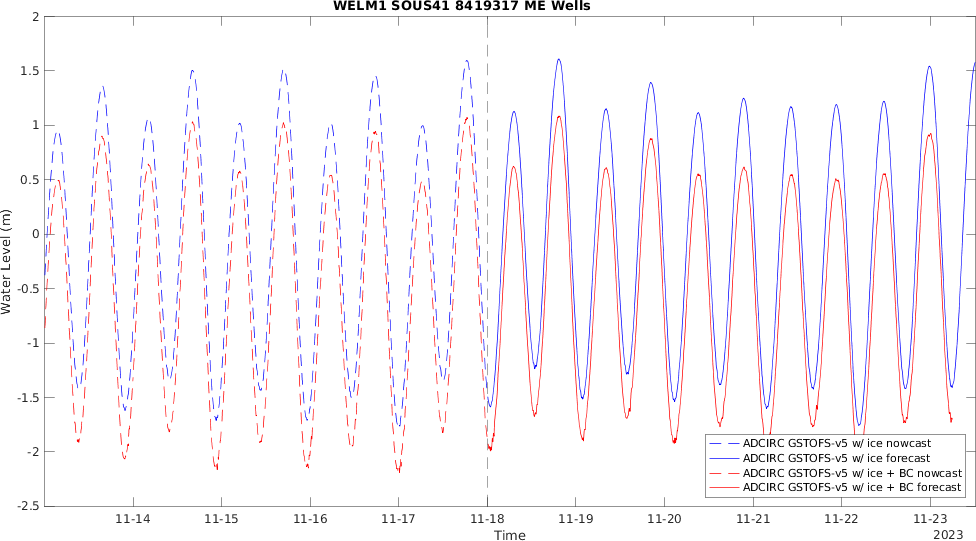 WELM1 SOUS41 8419317 ME Wells
2
1.5
1
0.5
0
-0.5
-1
-1.5
-2
-2.5
Water Level (m)
ADCIRC GSTOFS-v5 w/ ice nowcast
ADCIRC GSTOFS-v5 w/ ice forecast
ADCIRC GSTOFS-v5 w/ ice + BC nowcast
ADCIRC GSTOFS-v5 w/ ice + BC forecast
11-14 11-15 11-16 11-17 11-18 11-19 11-20 11-21 11-22 11-23
Time
2023